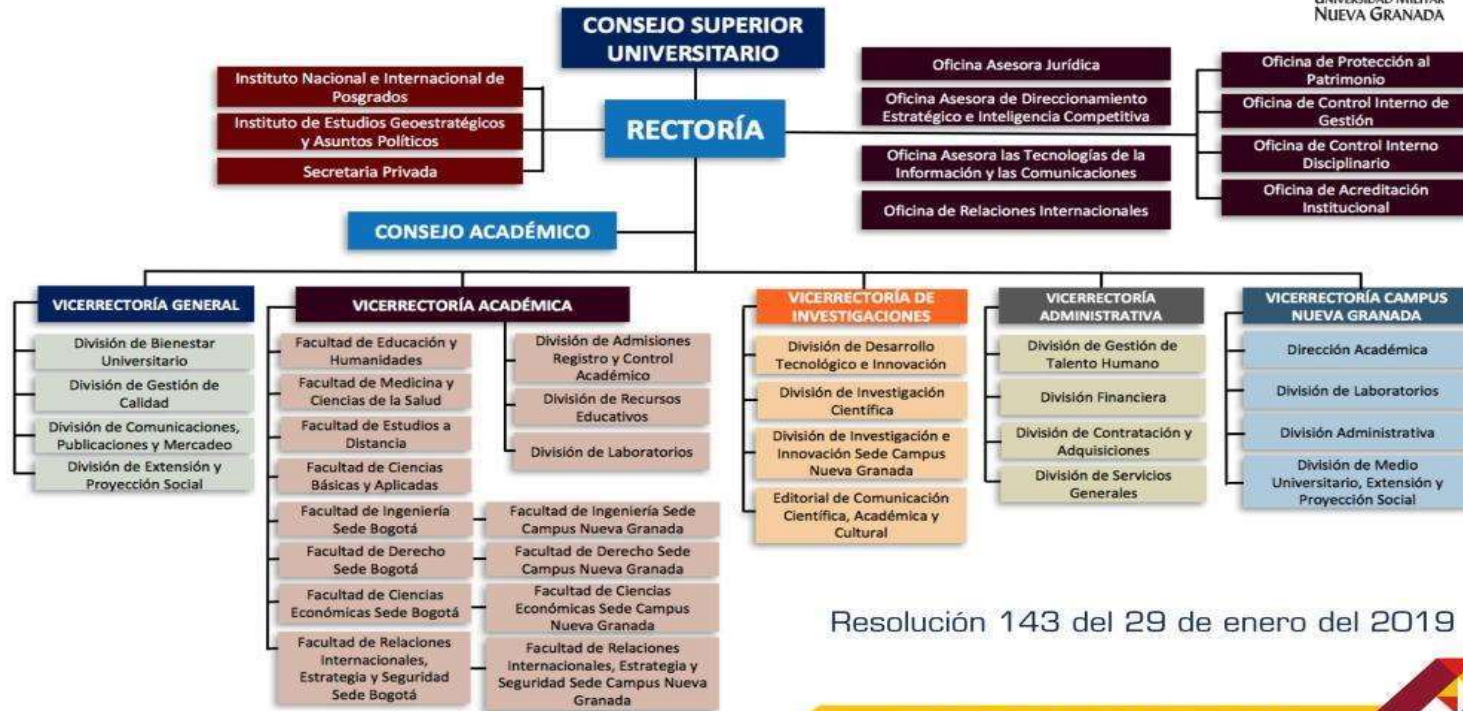 UNIVERSIDAD MILITAR
NUEVA GRANADA
CONSEJO SUPERIOR
UNIVERSITARIO
Instituto Nacional e Internacional de
Posgrados
Instituto de Estudios Geoestratégicos
y Asuntos Políticos
Secretaria Privada
RECTORÍA
Oficina Asesora Jurídica
Oficina Asesora de Direccionamiento
Estratégico e Inteligencia Competitiva
Oficina Asesora las Tecnologías de la
Información y las Comunicaciones
Oficina de Relaciones Internacionales
Oficina de Protección al
Patrimonio
Oficina de Control Interno de
Gestión
Oficina de Control Interno
Disciplinario
Oficina de Acreditación
Institucional
CONSEJO ACADÉMICO
VICERRECTORÍA GENERAL
División de Bienestar
Universitario
División de Gestión de
Calidad
División de Comunicaciones,
Publicaciones y Mercadeo
División de Extensión y
Proyección Social
VICERRECTORÍA ACADÉMICA
Facultad de Educación y
Humanidades
Facultad de Medicina y
Ciencias de la Salud
Facultad de Estudios a
Distancia
Facultad de Ciencias
Básicas y Aplicadas
Facultad de Ingeniería
Sede Bogotá
Facultad de Derecho
Sede Bogotá
Facultad de Ciencias
Económicas Sede Bogotá
Facultad de Relaciones
Internacionales,
Estrategia y Seguridad
Sede Bogotá
División de Admisiones
Registro y Control
Académico
División de Recursos
Educativos
División de Laboratorios
Facultad de Ingeniería Sede
Campus Nueva Granada
Facultad de Derecho Sede
Campus Nueva Granada
Facultad de Ciencias
Económicas Sede Campus
Nueva Granada
Facultad de Relaciones
Internacionales, Estrategia y
Seguridad Sede Campus Nueva
Granada
VICERRECTORÍA DE
INVESTIGACIONES
División de Desarrollo
Tecnológico e Innovación
División de Investigación
Científica
División de Investigación e
Innovación Sede Campus
Nueva Granada
Editorial de Comunicación
Científica, Académica y
Cultural
VICERRECTORÍA
ADMINISTRATIVA
División de Gestión de
Talento Humano
División Financiera
División de Contratación y
Adquisiciones
División de Servicios
Generales
VICERRECTORÍA CAMPUS
NUEVA GRANADA
Dirección Académica
División de Laboratorios
División Administrativa
División de Medio
Universitario, Extensión y
Proyección Social
Resolución 143 del 29 de enero del 2019